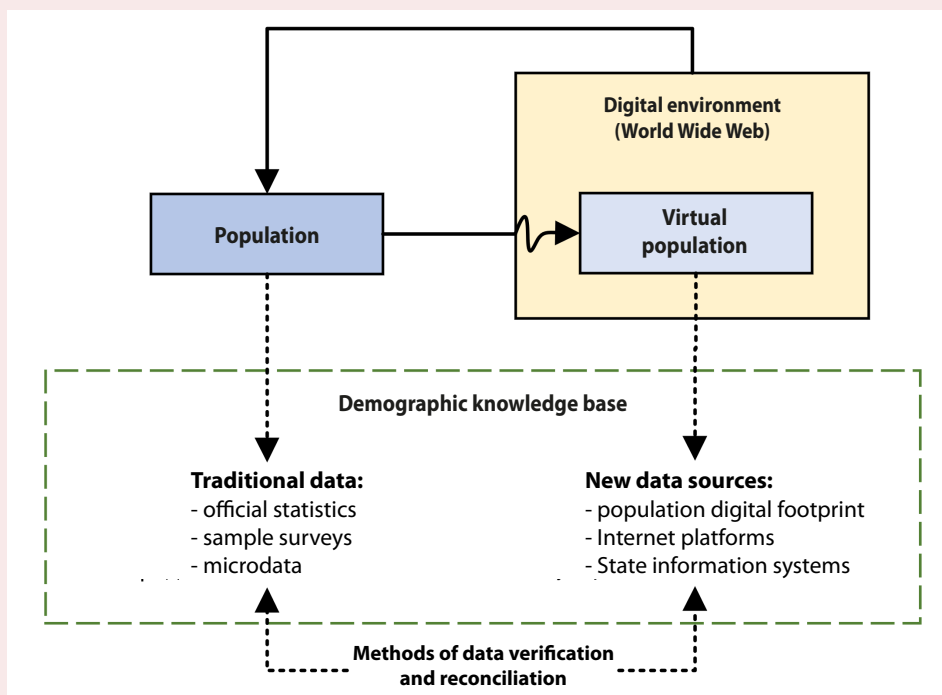 Digital environment
(World Wide Web)
Population
Virtual
population
Demographic knowledge base
Traditional data:
- official statistics
- sample surveys
- microdata
New data sources:
- population digital footprint
- Internet platforms
- State information systems
Methods of data verification
and reconciliation